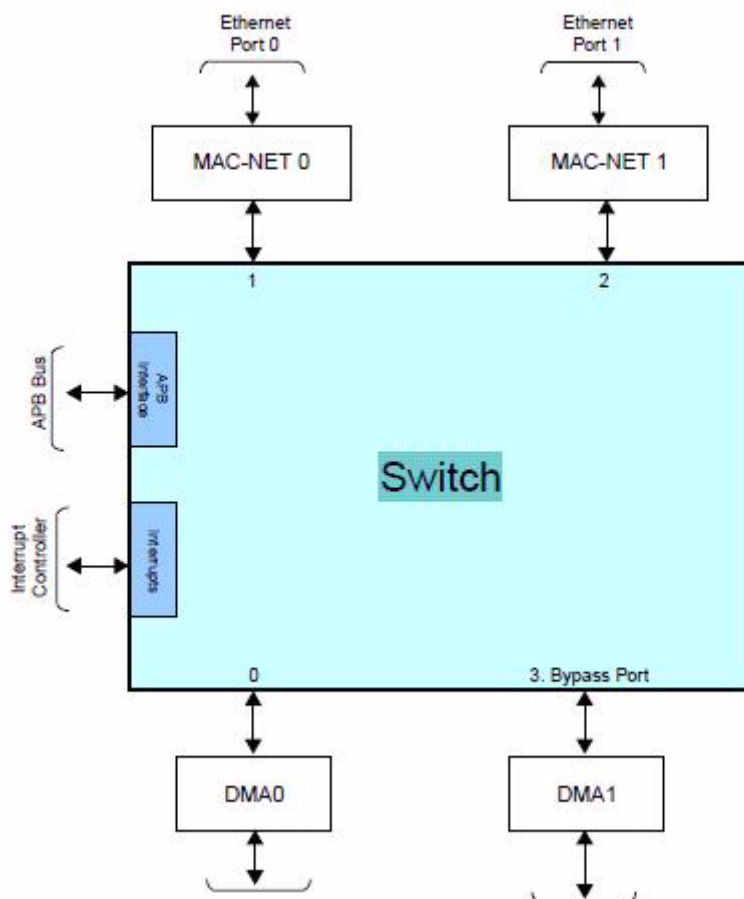 Ethernet
Port 0
Ethernet
Port 1
MAC-NET 0
MAC-NET 1
1
2
APB Bus
APB
Interface
Switch
Interrupt
Controller
Interrupts
0
3. Bypass Port
DMA0
DMA1